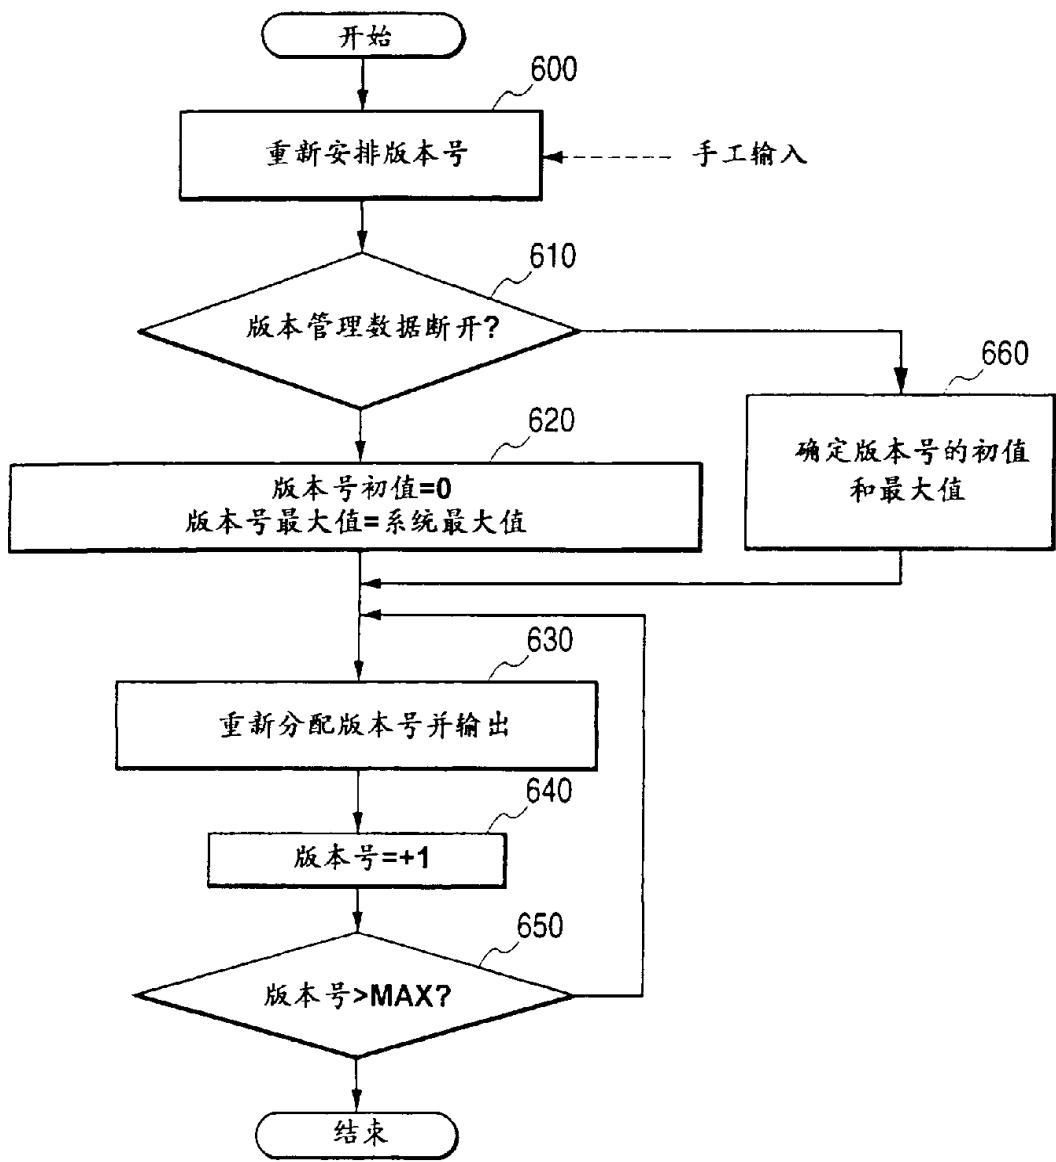 开始
600
重新安排版本号
手工输入
610
版本管理数据断开?
660
确定版本号的初值
和最大值
620
版本号初值=0
版本号最大值=系统最大值
630
重新分配版本号并输出
640
版本号=+1
650
版本号>MAX?
结束